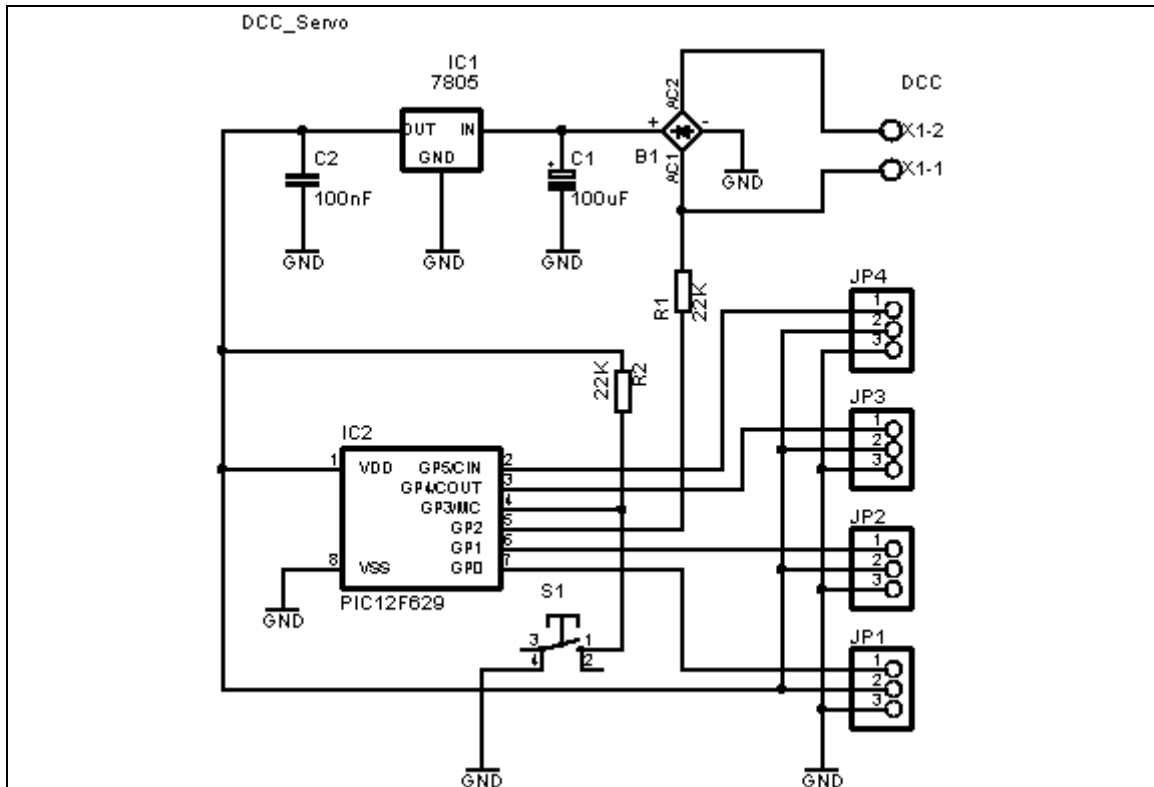 DCC_Servo
IC1
7805
OUT IN
GND
C2
100nF
GND
GND
C1
+
100uF
GND
AC2
+ -
B1
AC1
GND
DCC
X1-2
X1-1
R1
22K
R2
22K
JP4
1
2
3
JP3
1
2
3
JP2
1
2
3
JP1
1
2
3
IC2
1 VDD GP5/CIN 2
GP4/COUT 3
GP3/MC 4
GP2 5
GP1 6
8 VSS GP0 7
PIC12F629
GND
S1
3 1
4 2
GND
GND